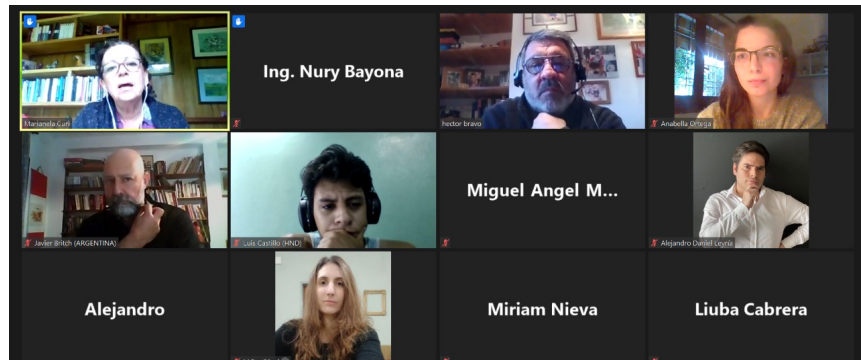 Marianela Curi
Ing. Nury Bayona
hector bravo
Anabella Ortega
Javier Britch (ARGENTINA)
Luis Castillo (HND)
Miguel Angel M...
Alejandro Daniel Leynia
Alejandro
Miriam Nieva
Liuba Cabrera